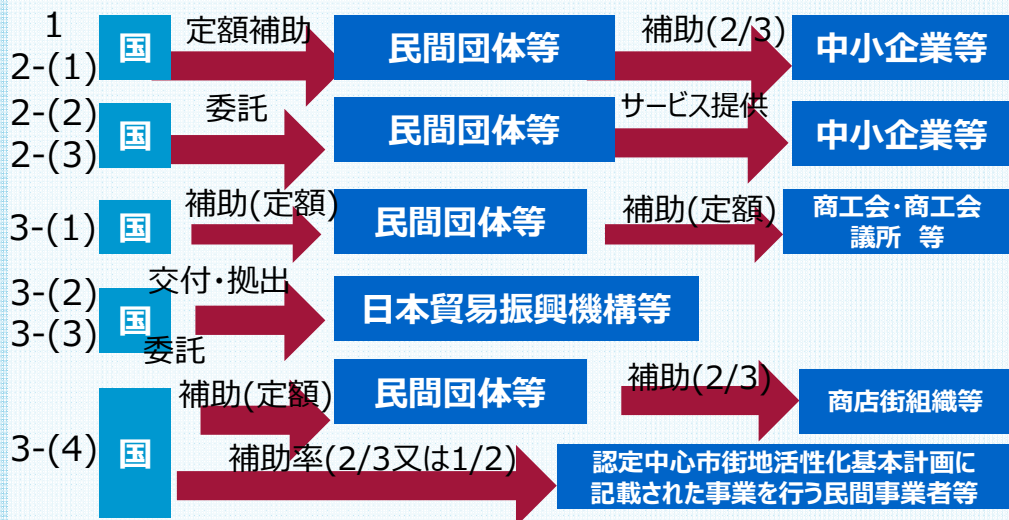 1
2-(1)
国
定額補助
民間団体等
補助(2/3)
中小企業等
2-(2)
2-(3)
国
委託
民間団体等
サービス提供
中小企業等
3-(1)
国
補助(定額)
民間団体等
補助(定額)
商工会・商工会
議所 等
3-(2)
3-(3)
国
交付・拠出
委託
日本貿易振興機構等
3-(4)
国
補助(定額)
民間団体等
補助(2/3)
商店街組織等
補助率(2/3又は1/2)
認定中心市街地活性化基本計画に
記載された事業を行う民間事業者等